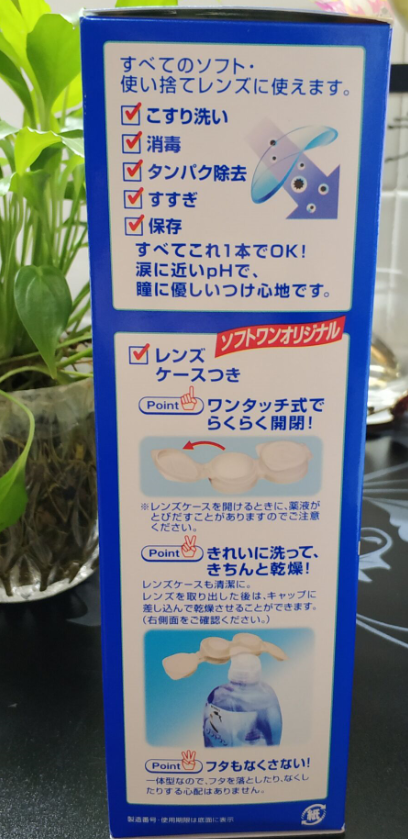 すべてのソフト・
使い捨てレンズに使えます。
こすり洗い
消毒
タンパク除去
すすぎ
保存
すべてこれ1本でOK!
涙に近いpHで、
瞳に優しいつけ心地です。
ソフトワンオリジナル
レンズ
ケースつき
Point
ワンタッチ式で
らくらく開閉!
※レンズケースを開けるときに、薬液が
とびだすことがありますのでご注意
ください。
Point
きれいに洗って、
きちんと乾燥!
レンズケースも清潔に。
レンズを取り出した後は、キャップに
差し込んで乾燥させることができます。
(右側面をご確認ください。)
Point
フタもなくさない!
一体型なので、フタを落としたり、なくし
たりする心配はありません。
製造番号・使用期限は底面に表示
紙